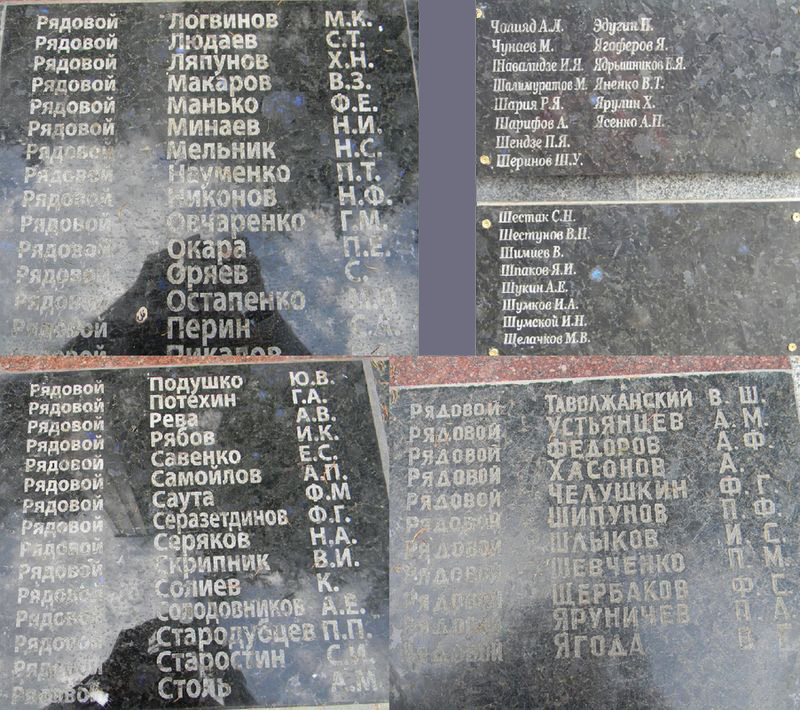 Рядовой Логвинов М.К.
Рядовой Людаев С.Т.
Рядовой Ляпунов Х.Н.
Рядовой Макаров В.З.
Рядовой Манько Ф.Е.
Рядовой Минаев Н.И.
Рядовой Мельник Н.С.
Рядовой Науменко П.Т.
Рядовой Никонов Н.Ф.
Рядовой Овчаренко Г.М.
Рядовой Окара П.Е.
Рядовой Оряев С.
Рядовой Остапенко
Рядовой Перин С.А.
Рядовой Пикалов
Чолияд А.Л. Эдугин П.
Чунаев М. Ягоферов Я.
Шавалидзе И.Я. Ядрышников Е.Я.
Шалимуратов М. Яненко В.Т.
Шария Р.Я. Ярулин Х.
Шарифов А. Ясенко А.Н.
Шендзе П.Я.
Шеринов Ш.У.
Шестак С.Н.
Шестунов В.П.
Шимиев В.
Шпаков Я.И.
Шукин А.Е.
Шумков И.А.
Шумской И.Н.
Щелачков М.В.
Рядовой Подушко Ю.В.
Рядовой Потехин Г.А.
Рядовой Рева А.В.
Рядовой Рябов И.К.
Рядовой Савенко Е.С.
Рядовой Самойлов А.П.
Рядовой Саута Ф.М
Рядовой Серазетдинов Ф.Г.
Рядовой Серяков Н.А.
Рядовой Скрипник В.И.
Рядовой Солиев К.
Рядовой Солодовников А.Е.
Рядовой Стародубцев П.П.
Рядовой Старостин С.И.
Рядовой Столь А.М.
РЯДОВОЙ ТАВОЛЖАНСКИЙ В. Ш.
РЯДОВОЙ УСТЬЯНЦЕВ А. М.
РЯДОВОЙ ФЕДОРОВ А. Ф.
РЯДОВОЙ ХАСОНОВ А.
РЯДОВОЙ ЧЕЛУШКИН Ф. Г.
РЯДОВОЙ ШИПУНОВ П. Ф.
РЯДОВОЙ ШЛЫКОВ И. С.
РЯДОВОЙ ШЕВЧЕНКО П. М.
РЯДОВОЙ ЩЕРБАКОВ Ф. С.
РЯДОВОЙ ЯРУНИЧЕВ П. А.
РЯДОВОЙ ЯГОДА